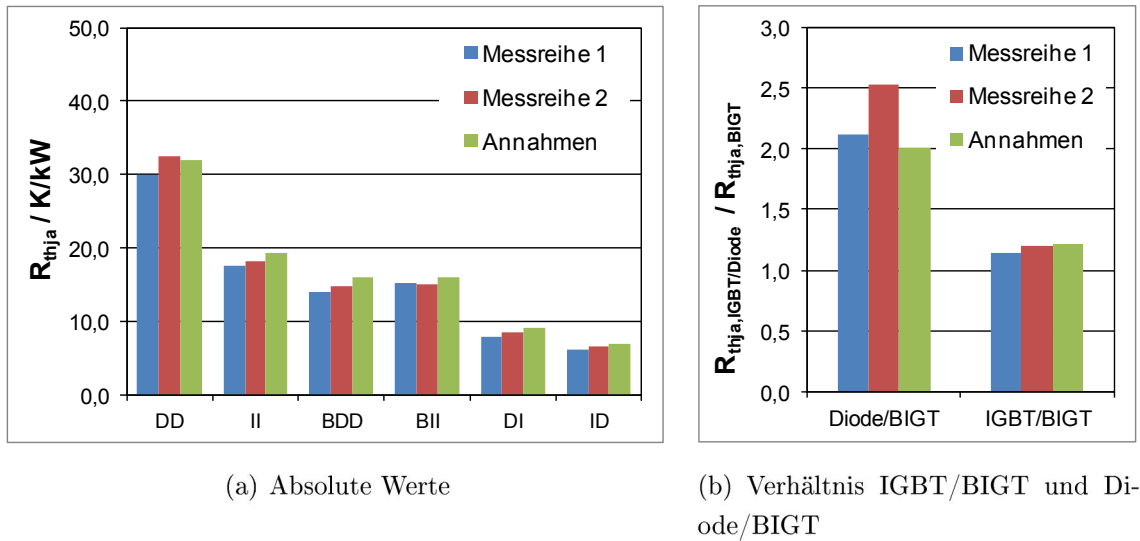 50,0
40,0
30,0
20,0
10,0
0,0
R_thja / K/kW
Messreihe 1
Messreihe 2
Annahmen
DD II BDD BII DI ID
(a) Absolute Werte
3,0
2,5
2,0
1,5
1,0
0,5
0,0
R_thja,IGBT/Diode / R_thja,BIGT
Messreihe 1
Messreihe 2
Annahmen
Diode/BIGT IGBT/BIGT
(b) Verhältnis IGBT/BIGT und Di-
ode/BIGT